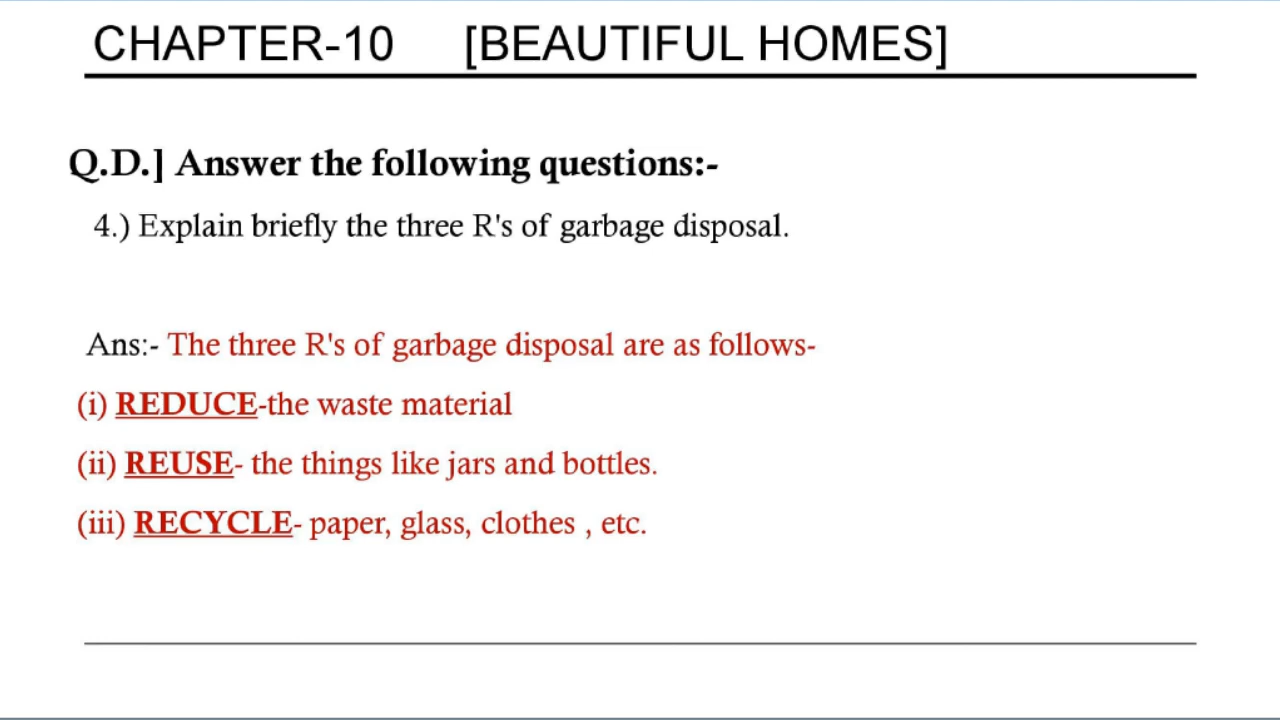 CHAPTER-10 [BEAUTIFUL HOMES]
Q.D.] Answer the following questions:-
4.) Explain briefly the three R's of garbage disposal.
Ans:- The three R's of garbage disposal are as follows-
(i) REDUCE-the waste material
(ii) REUSE- the things like jars and bottles.
(iii) RECYCLE- paper, glass, clothes , etc.